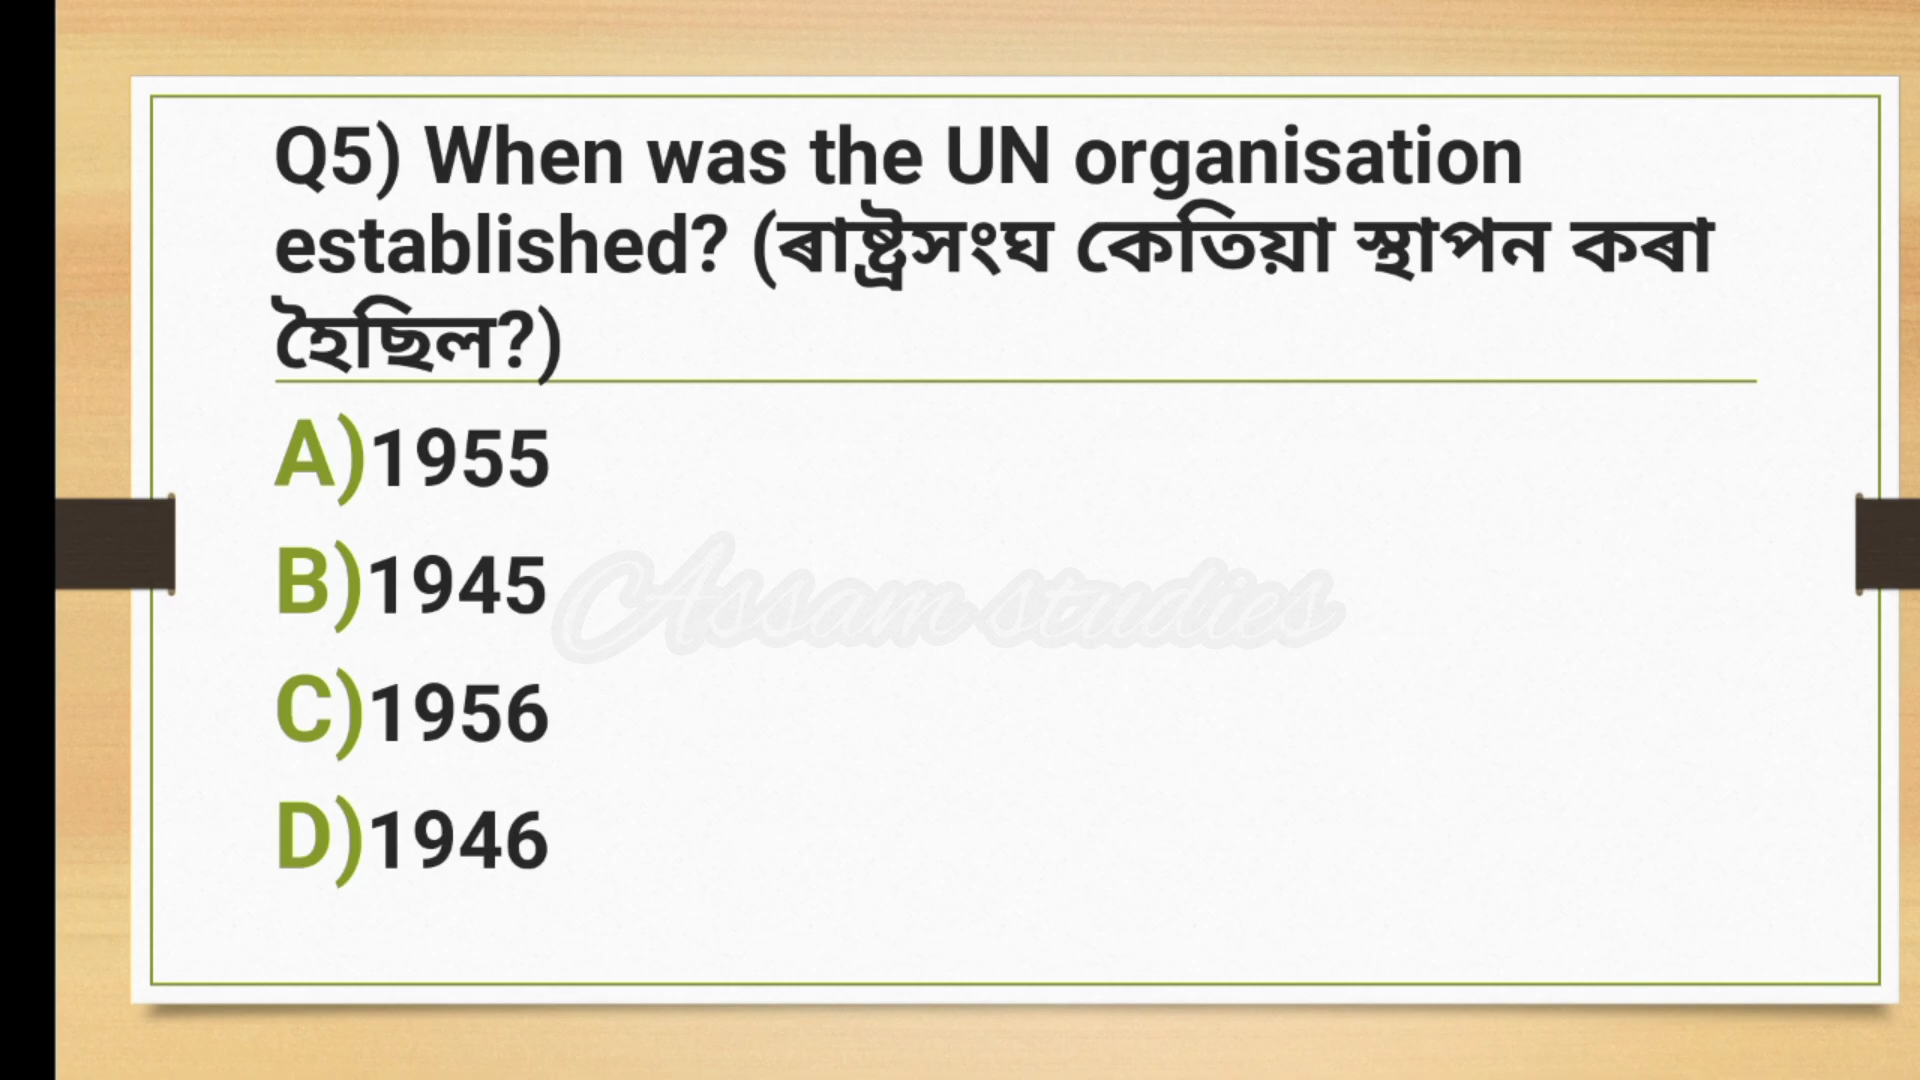 Q5) When was the UN organisation
established? (ৰাষ্ট্ৰসংঘ কেতিয়া স্থাপন কৰা
হৈছিল?)
A)1955
B)1945
Assam studies
C)1956
D)1946